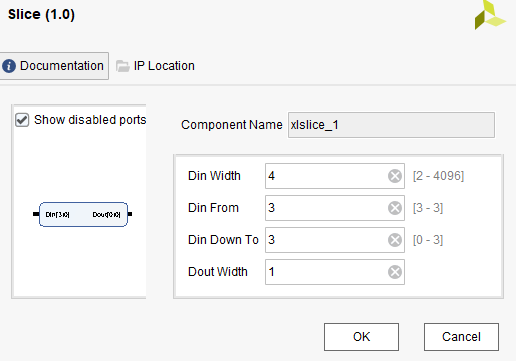 Slice (1.0)
Documentation IP Location
Show disabled ports
Component Name xlslice_1
Din[3:0] Dout[0:0]
Din Width 4 [2 - 4096]
Din From 3 [3 - 3]
Din Down To 3 [0 - 3]
Dout Width 1
OK Cancel